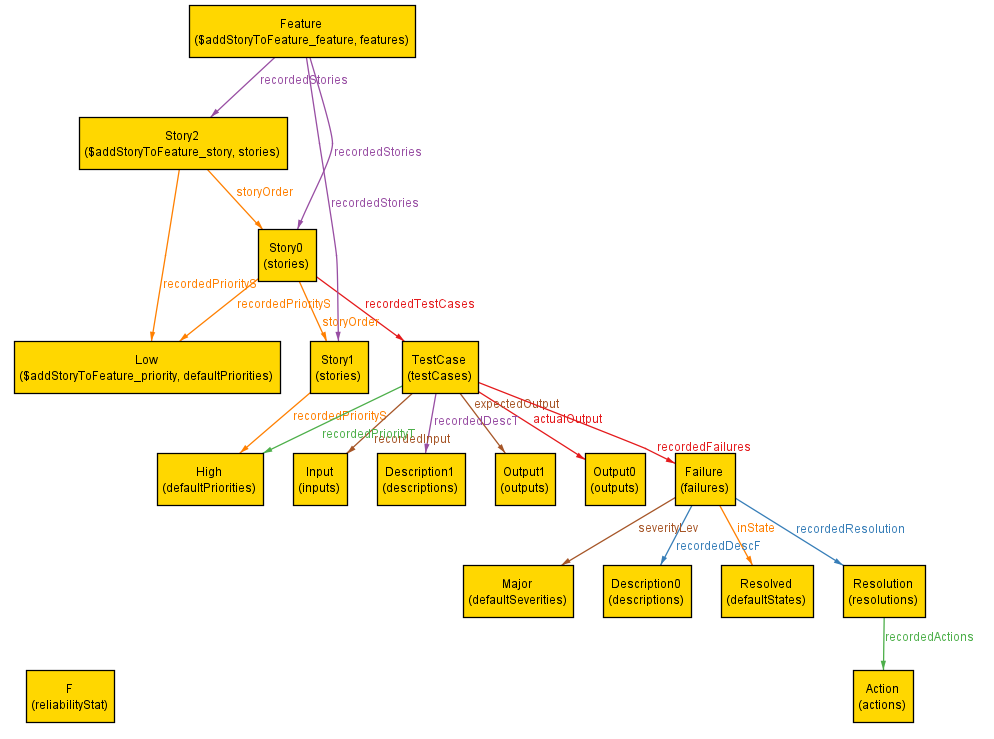 Feature
($addStoryToFeature_feature, features)
recordedStories
Story2
($addStoryToFeature_story, stories)
recordedStories
storyOrder
recordedStories
Story0
(stories)
recordedPriorityS
recordedPriorityS
recordedTestCases
storyOrder
Low
($addStoryToFeature_priority, defaultPriorities)
Story1
(stories)
TestCase
(testCases)
expectedOutput
recordedPriorityS
actualOutput
recordedDescT
recordedPriorityT
recordedInput
recordedFailures
High
(defaultPriorities)
Input
(inputs)
Description1
(descriptions)
Output1
(outputs)
Output0
(outputs)
Failure
(failures)
severityLev
inState
recordedResolution
recordedDescF
Major
(defaultSeverities)
Description0
(descriptions)
Resolved
(defaultStates)
Resolution
(resolutions)
recordedActions
F
(reliabilityStat)
Action
(actions)